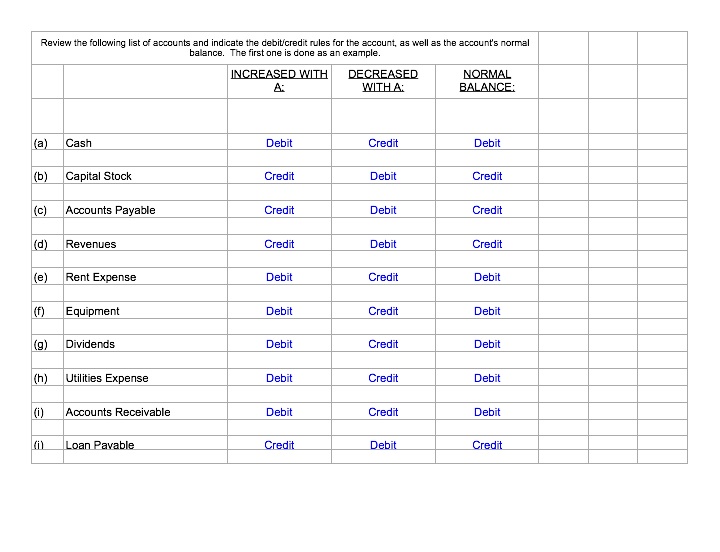 Review the following list of accounts and indicate the debit/credit rules for the account, as well as the account's normal
balance. The first one is done as an example.
INCREASED WITH A: DECREASED WITH A: NORMAL BALANCE:
(a) Cash Debit Credit Debit
(b) Capital Stock Credit Debit Credit
(c) Accounts Payable Credit Debit Credit
(d) Revenues Credit Debit Credit
(e) Rent Expense Debit Credit Debit
(f) Equipment Debit Credit Debit
(g) Dividends Debit Credit Debit
(h) Utilities Expense Debit Credit Debit
(i) Accounts Receivable Debit Credit Debit
(j) Loan Payable Credit Debit Credit